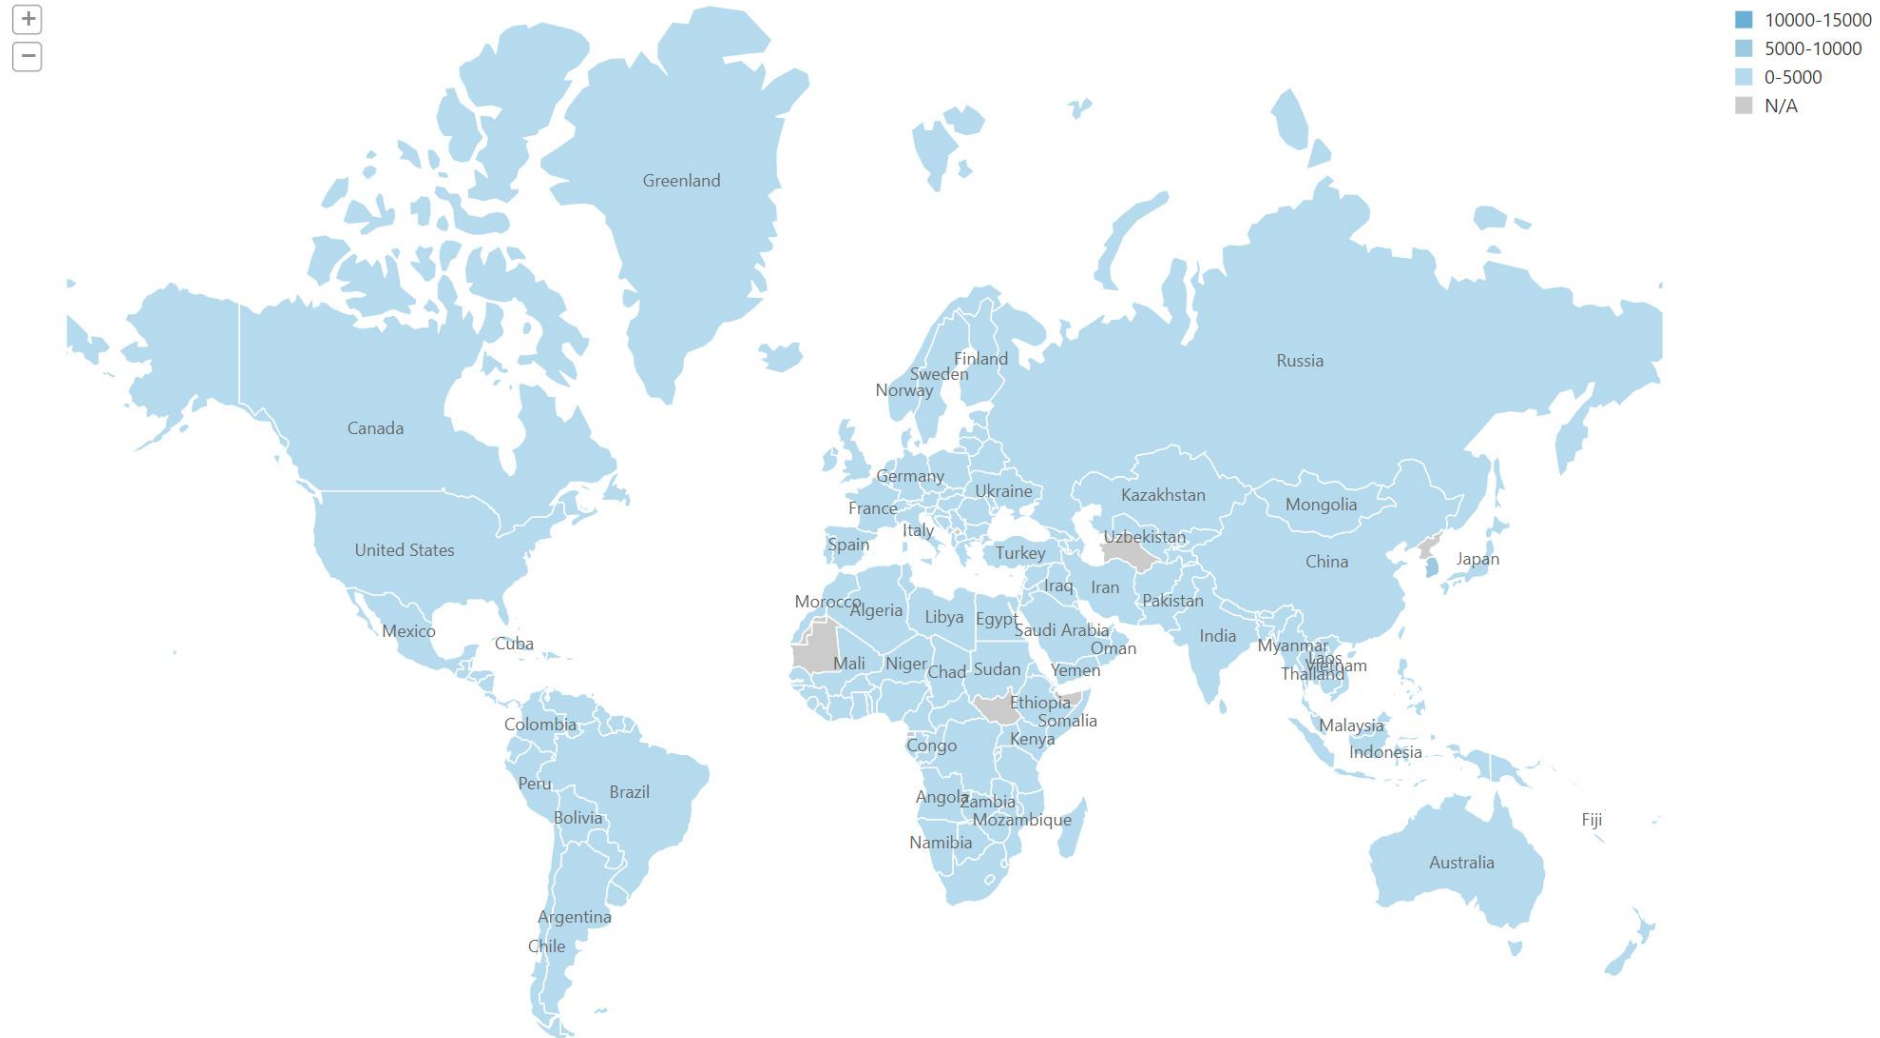 +
−
10000-15000
5000-10000
0-5000
N/A
Greenland
Finland
Sweden
Norway
Russia
Canada
Germany
Ukraine
Kazakhstan
Mongolia
France
Italy
Uzbekistan
United States
Spain
Turkey
China
Japan
Iraq
Iran
Pakistan
Morocco
Algeria
Libya
Egypt
Saudi Arabia
India
Mexico
Cuba
Oman
Myanmar
Laos
Vietnam
Thailand
Mali
Niger
Chad
Sudan
Yemen
Ethiopia
Somalia
Colombia
Malaysia
Kenya
Congo
Indonesia
Peru
Brazil
Angola
Zambia
Bolivia
Mozambique
Fiji
Namibia
Australia
Argentina
Chile